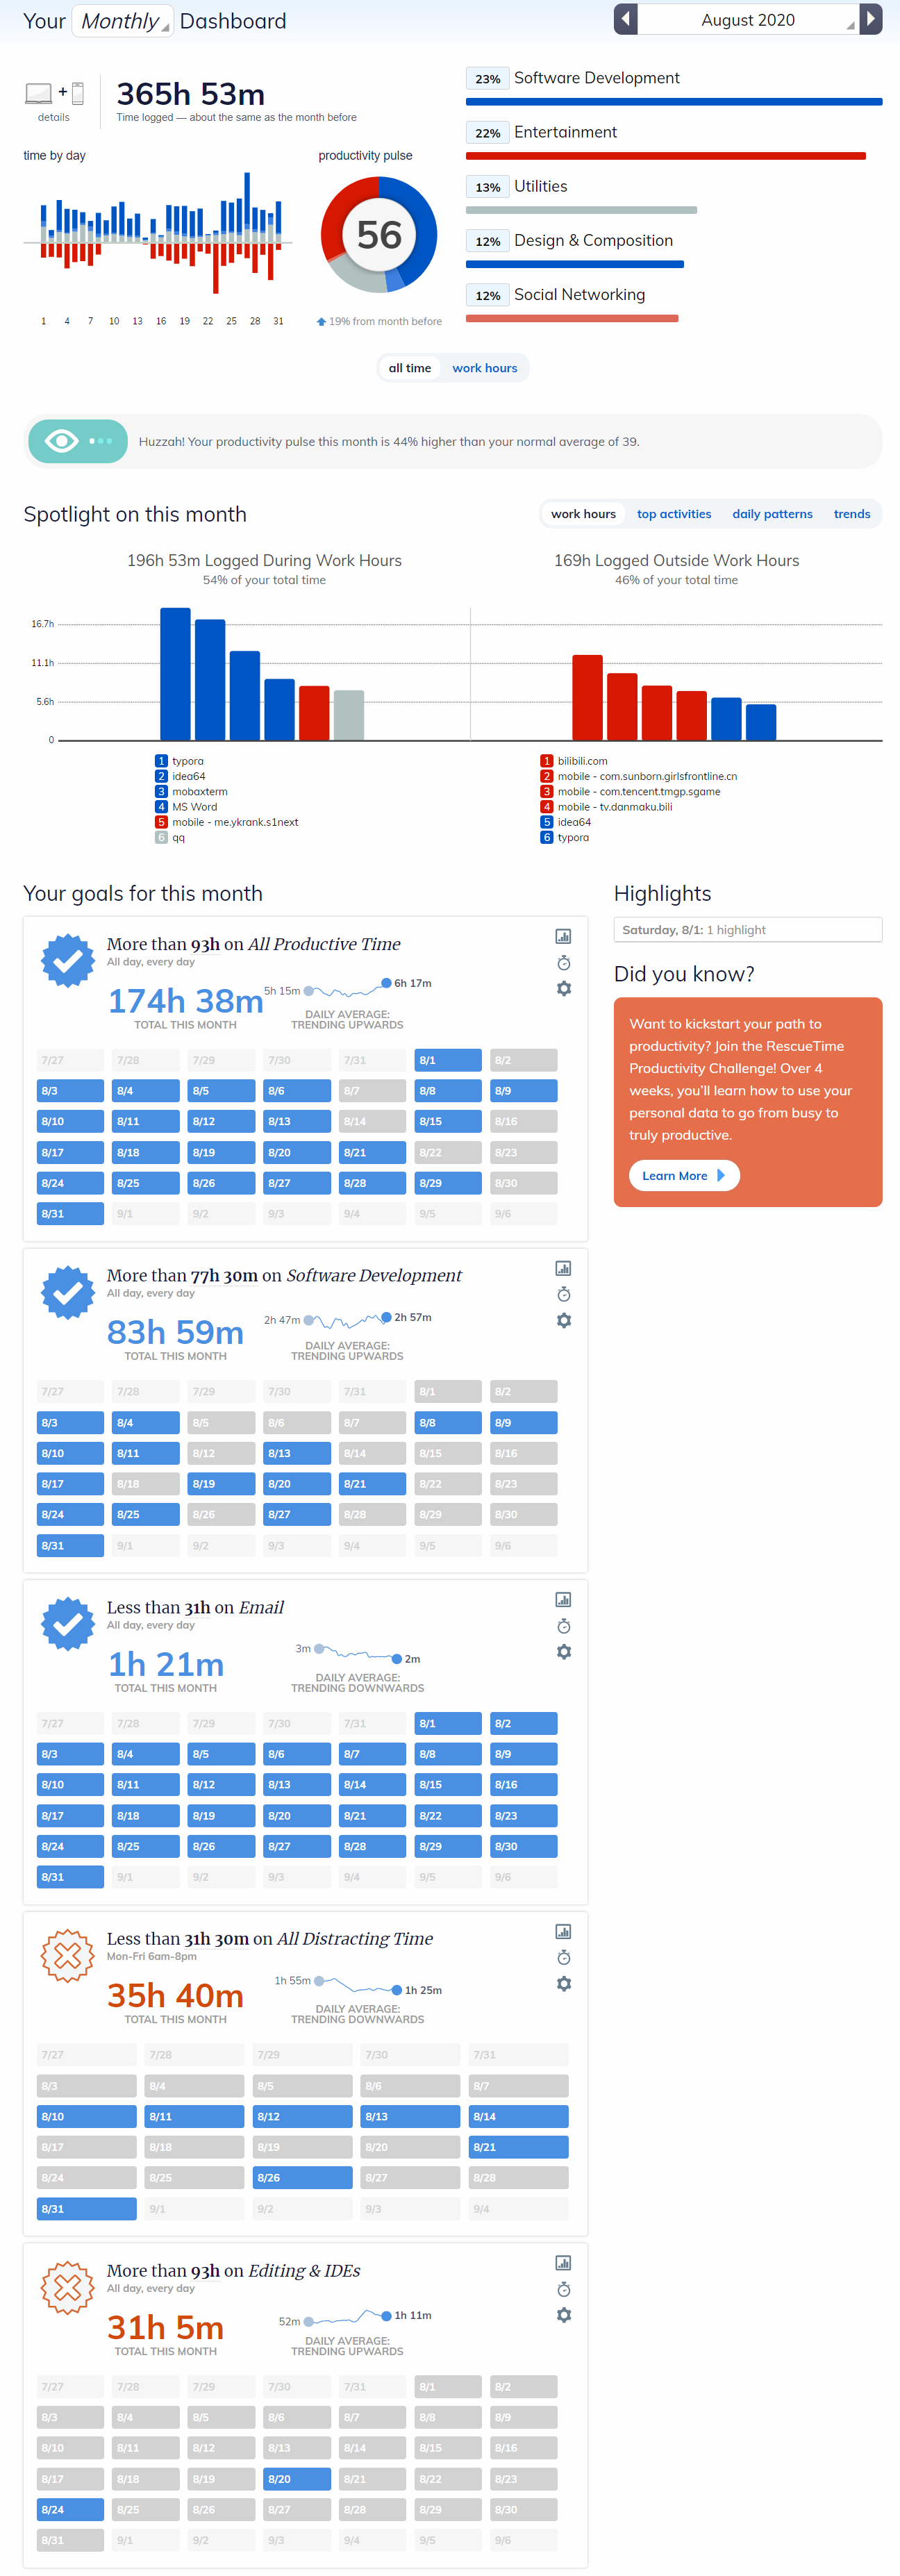 Your Monthly Dashboard
August 2020
365h 53m
details
Time logged — about the same as the month before
time by day
productivity pulse
56
1 4 7 10 13 16 19 22 25 28 31
19% from month before
23% Software Development
22% Entertainment
13% Utilities
12% Design & Composition
12% Social Networking
all time work hours
Huzzah! Your productivity pulse this month is 44% higher than your normal average of 39.
Spotlight on this month
work hours top activities daily patterns trends
196h 53m Logged During Work Hours
54% of your total time
169h Logged Outside Work Hours
46% of your total time
16.7h
11.1h
5.6h
0
1 typora
2 idea64
3 mobaxterm
4 MS Word
5 mobile - me.ykrank.s1next
6 qq
1 bilibili.com
2 mobile - com.sunborn.girlsfrontline.cn
3 mobile - com.tencent.tmgp.sgame
4 mobile - tv.danmaku.bili
5 idea64
6 typora
Your goals for this month
More than 93h on All Productive Time
All day, every day
174h 38m
TOTAL THIS MONTH
5h 15m 6h 17m
DAILY AVERAGE:
TRENDING UPWARDS
7/27 7/28 7/29 7/30 7/31 8/1 8/2
8/3 8/4 8/5 8/6 8/7 8/8 8/9
8/10 8/11 8/12 8/13 8/14 8/15 8/16
8/17 8/18 8/19 8/20 8/21 8/22 8/23
8/24 8/25 8/26 8/27 8/28 8/29 8/30
8/31 9/1 9/2 9/3 9/4 9/5 9/6
More than 77h 30m on Software Development
All day, every day
83h 59m
TOTAL THIS MONTH
2h 47m 2h 57m
DAILY AVERAGE:
TRENDING UPWARDS
7/27 7/28 7/29 7/30 7/31 8/1 8/2
8/3 8/4 8/5 8/6 8/7 8/8 8/9
8/10 8/11 8/12 8/13 8/14 8/15 8/16
8/17 8/18 8/19 8/20 8/21 8/22 8/23
8/24 8/25 8/26 8/27 8/28 8/29 8/30
8/31 9/1 9/2 9/3 9/4 9/5 9/6
Less than 31h on Email
All day, every day
1h 21m
TOTAL THIS MONTH
3m 2m
DAILY AVERAGE:
TRENDING DOWNWARDS
7/27 7/28 7/29 7/30 7/31 8/1 8/2
8/3 8/4 8/5 8/6 8/7 8/8 8/9
8/10 8/11 8/12 8/13 8/14 8/15 8/16
8/17 8/18 8/19 8/20 8/21 8/22 8/23
8/24 8/25 8/26 8/27 8/28 8/29 8/30
8/31 9/1 9/2 9/3 9/4 9/5 9/6
Less than 31h 30m on All Distracting Time
Mon-Fri 6am-8pm
35h 40m
TOTAL THIS MONTH
1h 55m 1h 25m
DAILY AVERAGE:
TRENDING DOWNWARDS
7/27 7/28 7/29 7/30 7/31
8/3 8/4 8/5 8/6 8/7
8/10 8/11 8/12 8/13 8/14
8/17 8/18 8/19 8/20 8/21
8/24 8/25 8/26 8/27 8/28
8/31 9/1 9/2 9/3 9/4
More than 93h on Editing & IDEs
All day, every day
31h 5m
TOTAL THIS MONTH
52m 1h 11m
DAILY AVERAGE:
TRENDING UPWARDS
7/27 7/28 7/29 7/30 7/31 8/1 8/2
8/3 8/4 8/5 8/6 8/7 8/8 8/9
8/10 8/11 8/12 8/13 8/14 8/15 8/16
8/17 8/18 8/19 8/20 8/21 8/22 8/23
8/24 8/25 8/26 8/27 8/28 8/29 8/30
8/31 9/1 9/2 9/3 9/4 9/5 9/6
Highlights
Saturday, 8/1: 1 highlight
Did you know?
Want to kickstart your path to
productivity? Join the RescueTime
Productivity Challenge! Over 4
weeks, you'll learn how to use your
personal data to go from busy to
truly productive.
Learn More